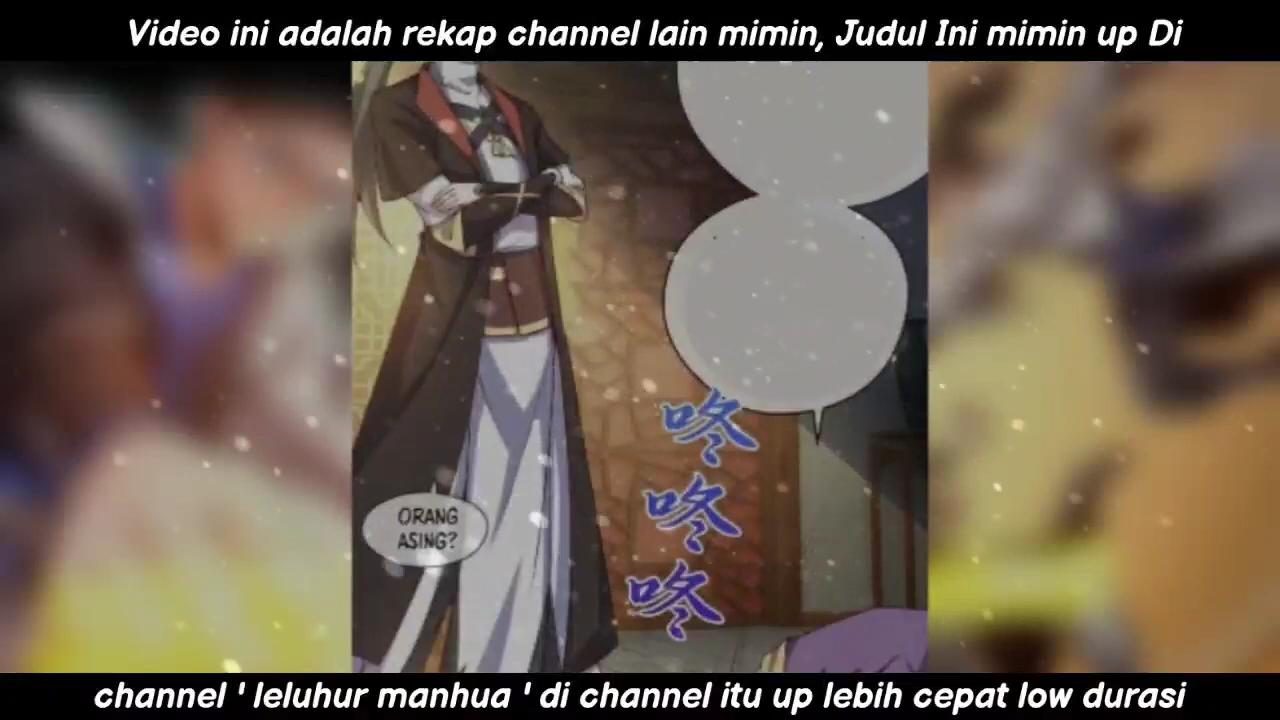 Video ini adalah rekap channel lain mimin, Judul Ini mimin up Di
咚
咚
咚
ORANG
ASING?
channel ' leluhur manhua ' di channel itu up lebih cepat low durasi